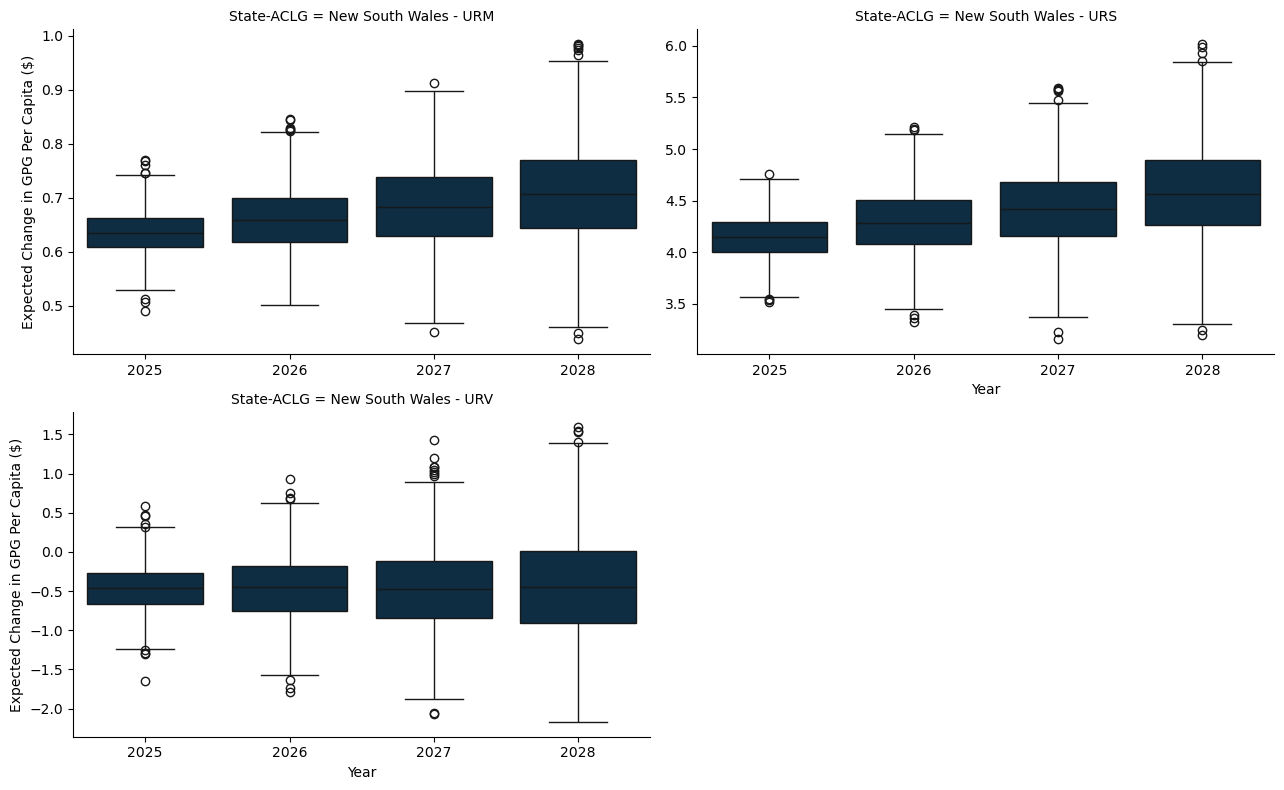 State-ACLG = New South Wales - URM
Expected Change in GPG Per Capita ($)
1.0
0.9
0.8
0.7
0.6
0.5
2025 2026 2027 2028
State-ACLG = New South Wales - URS
6.0
5.5
5.0
4.5
4.0
3.5
2025 2026 2027 2028
Year
State-ACLG = New South Wales - URV
Expected Change in GPG Per Capita ($)
1.5
1.0
0.5
0.0
−0.5
−1.0
−1.5
−2.0
2025 2026 2027 2028
Year